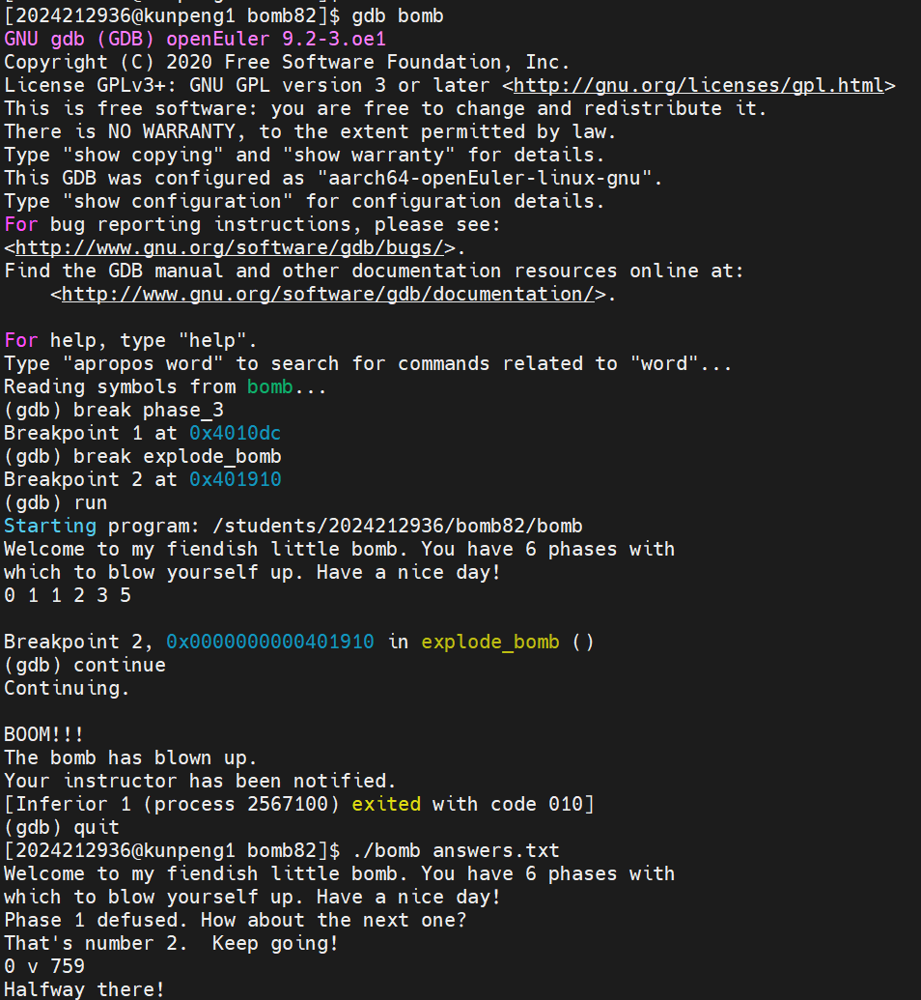 [2024212936@kunpeng1 bomb82]$ gdb bomb
GNU gdb (GDB) openEuler 9.2-3.oe1
Copyright (C) 2020 Free Software Foundation, Inc.
License GPLv3+: GNU GPL version 3 or later <http://gnu.org/licenses/gpl.html>
This is free software: you are free to change and redistribute it.
There is NO WARRANTY, to the extent permitted by law.
Type "show copying" and "show warranty" for details.
This GDB was configured as "aarch64-openEuler-linux-gnu".
Type "show configuration" for configuration details.
For bug reporting instructions, please see:
<http://www.gnu.org/software/gdb/bugs/>.
Find the GDB manual and other documentation resources online at:
    <http://www.gnu.org/software/gdb/documentation/>.

For help, type "help".
Type "apropos word" to search for commands related to "word"...
Reading symbols from bomb...
(gdb) break phase_3
Breakpoint 1 at 0x4010dc
(gdb) break explode_bomb
Breakpoint 2 at 0x401910
(gdb) run
Starting program: /students/2024212936/bomb82/bomb
Welcome to my fiendish little bomb. You have 6 phases with
which to blow yourself up. Have a nice day!
0 1 1 2 3 5

Breakpoint 2, 0x0000000000401910 in explode_bomb ()
(gdb) continue
Continuing.

BOOM!!!
The bomb has blown up.
Your instructor has been notified.
[Inferior 1 (process 2567100) exited with code 010]
(gdb) quit
[2024212936@kunpeng1 bomb82]$ ./bomb answers.txt
Welcome to my fiendish little bomb. You have 6 phases with
which to blow yourself up. Have a nice day!
Phase 1 defused. How about the next one?
That's number 2.  Keep going!
0 v 759
Halfway there!